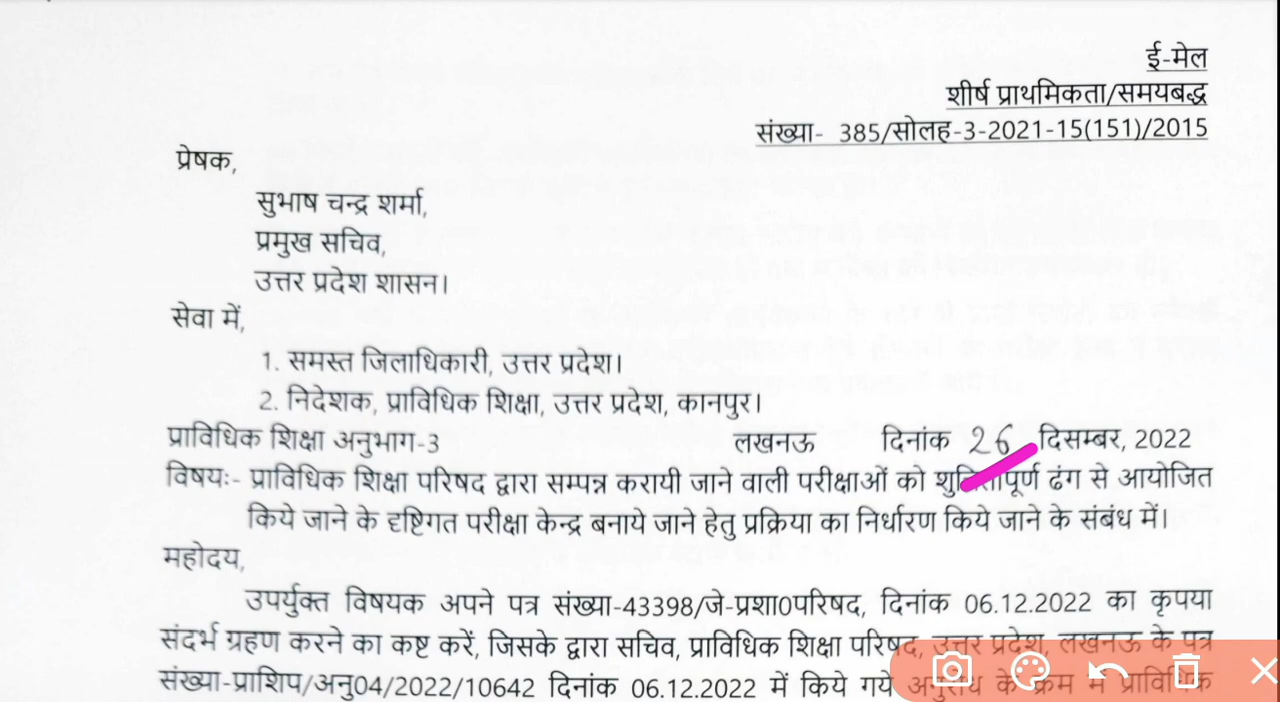 ई-मेल
शीर्ष प्राथमिकता/समयबद्ध
संख्या- 385/सोलह-3-2021-15(151)/2015
प्रेषक,
सुभाष चन्द्र शर्मा,
प्रमुख सचिव,
उत्तर प्रदेश शासन।
सेवा में,
1. समस्त जिलाधिकारी, उत्तर प्रदेश।
2. निदेशक, प्राविधिक शिक्षा, उत्तर प्रदेश, कानपुर।
प्राविधिक शिक्षा अनुभाग-3 लखनऊ दिनांक 26 दिसम्बर, 2022
विषयः- प्राविधिक शिक्षा परिषद द्वारा सम्पन्न करायी जाने वाली परीक्षाओं को ढंग से आयोजित
किये जाने के दृष्टिगत परीक्षा केन्द्र बनाये जाने हेतु प्रक्रिया का निर्धारण किये जाने के संबंध में।
महोदय,
उपर्युक्त विषयक अपने पत्र संख्या-43398/जे-प्रशा0परिषद, दिनांक 06.12.2022 का कृपया
संदर्भ ग्रहण करने का कष्ट करें, जिसके द्वारा सचिव, प्राविधिक शिक्षा परिषद, उत्तर प्रदेश, लखनऊ के पत्र
संख्या-प्राशिप/अनु04/2022/10642 दिनांक 06.12.2022 में किये गये अनुरोध के क्रम में प्राविधिक